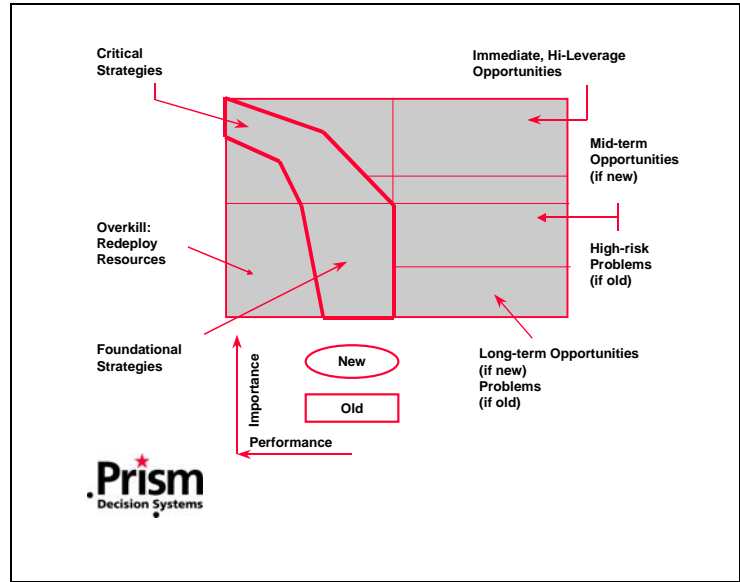 Critical
Strategies
Immediate, Hi-Leverage
Opportunities
Mid-term
Opportunities
(if new)
Overkill:
Redeploy
Resources
High-risk
Problems
(if old)
Foundational
Strategies
Long-term Opportunities
(if new)
Problems
(if old)
New
Old
Importance
Performance
Prism
Decision Systems